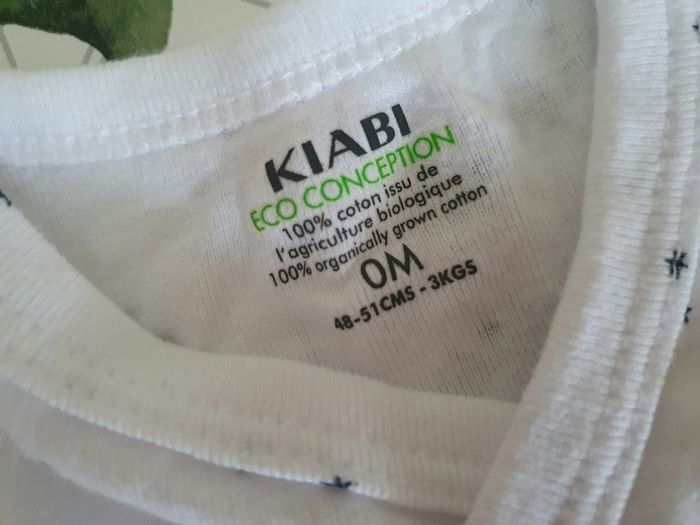 KIABI
ECO CONCEPTION
100% coton issu de
l'agriculture biologique
100% organically grown cotton
0M
48-51CMS - 3KGS